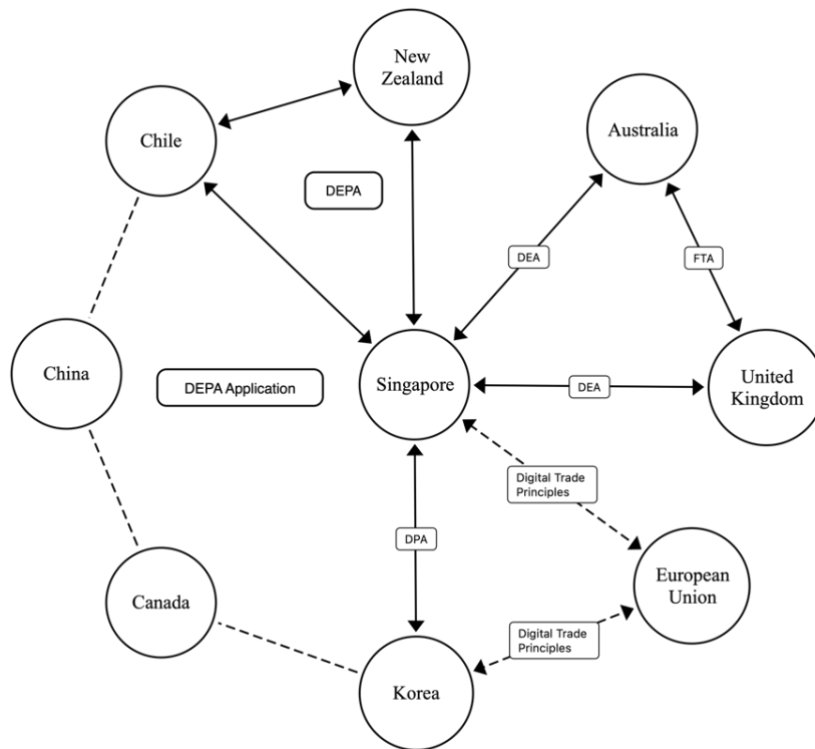 New
Zealand
Chile
Australia
DEPA
DEA
FTA
China
DEPA Application
Singapore
DEA
United
Kingdom
Digital Trade
Principles
DPA
Canada
European
Union
Digital Trade
Principles
Korea